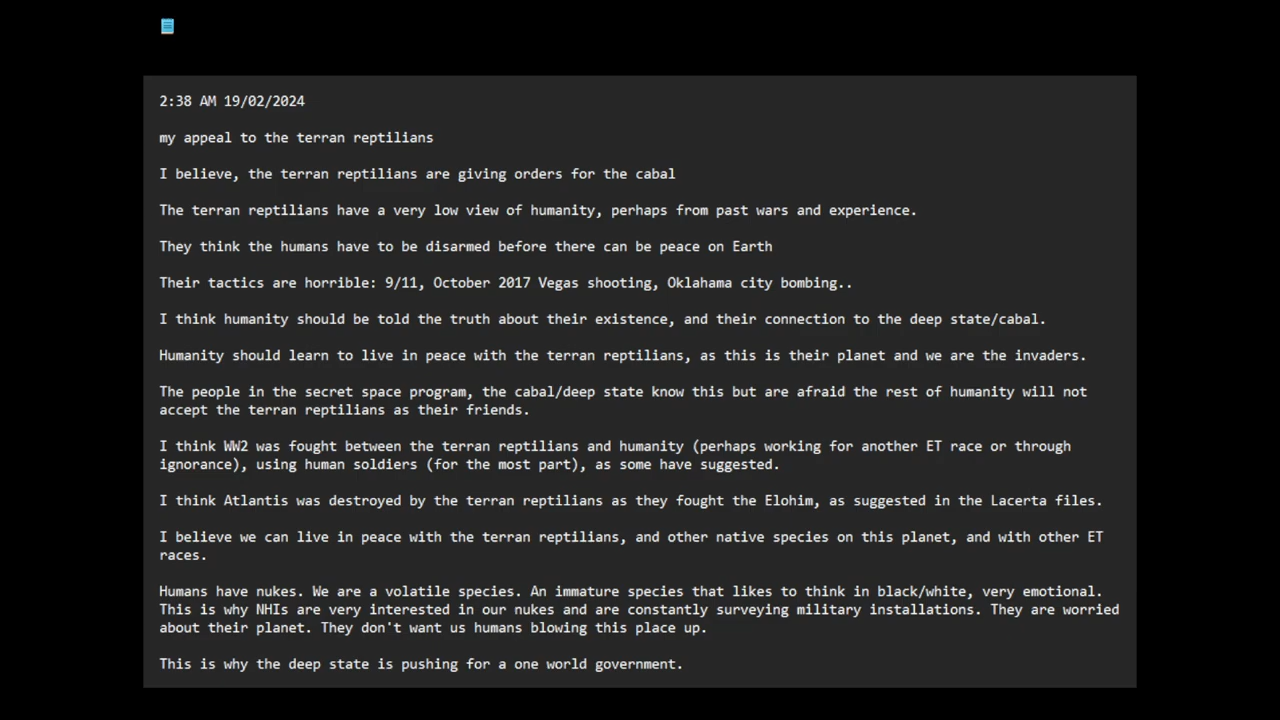 2:38 AM 19/02/2024
my appeal to the terran reptilians
I believe, the terran reptilians are giving orders for the cabal
The terran reptilians have a very low view of humanity, perhaps from past wars and experience.
They think the humans have to be disarmed before there can be peace on Earth
Their tactics are horrible: 9/11, October 2017 Vegas shooting, Oklahoma city bombing..
I think humanity should be told the truth about their existence, and their connection to the deep state/cabal.
Humanity should learn to live in peace with the terran reptilians, as this is their planet and we are the invaders.
The people in the secret space program, the cabal/deep state know this but are afraid the rest of humanity will not
accept the terran reptilians as their friends.
I think WW2 was fought between the terran reptilians and humanity (perhaps working for another ET race or through
ignorance), using human soldiers (for the most part), as some have suggested.
I think Atlantis was destroyed by the terran reptilians as they fought the Elohim, as suggested in the Lacerta files.
I believe we can live in peace with the terran reptilians, and other native species on this planet, and with other ET
races.
Humans have nukes. We are a volatile species. An immature species that likes to think in black/white, very emotional.
This is why NHIs are very interested in our nukes and are constantly surveying military installations. They are worried
about their planet. They don't want us humans blowing this place up.
This is why the deep state is pushing for a one world government.